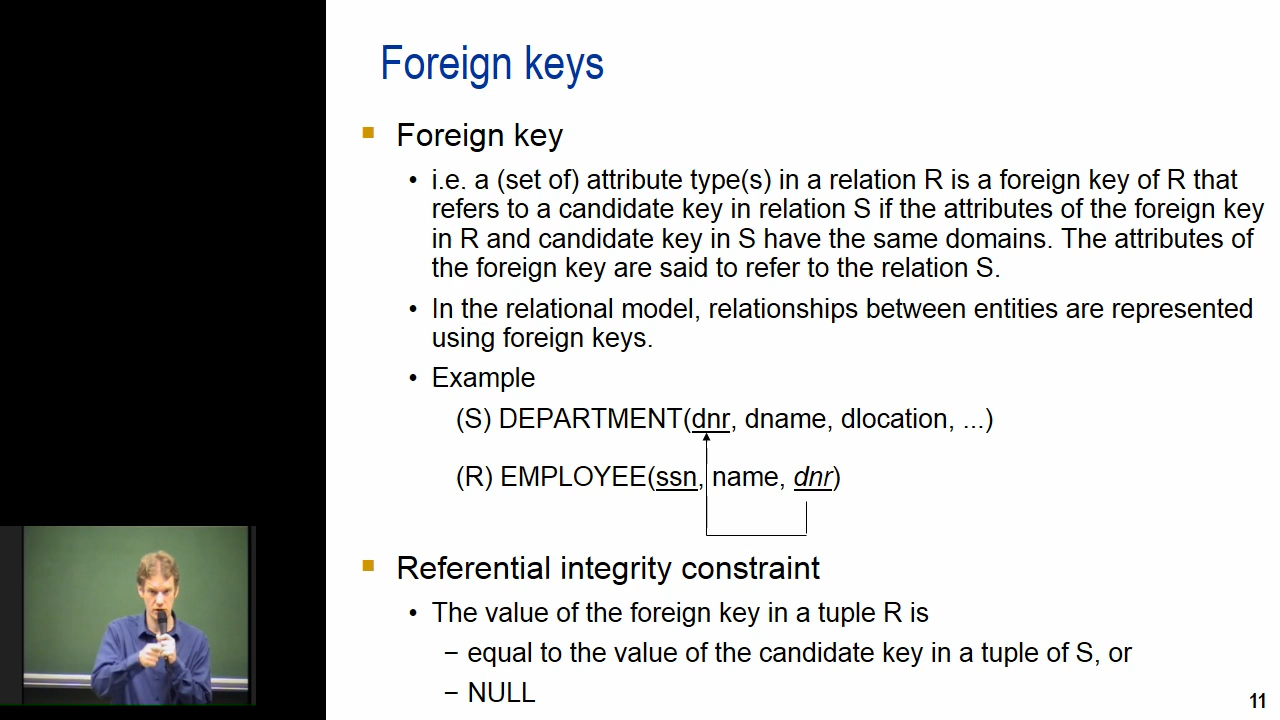 Foreign keys
Foreign key
• i.e. a (set of) attribute type(s) in a relation R is a foreign key of R that
refers to a candidate key in relation S if the attributes of the foreign key
in R and candidate key in S have the same domains. The attributes of
the foreign key are said to refer to the relation S.
• In the relational model, relationships between entities are represented
using foreign keys.
• Example
(S) DEPARTMENT(dnr, dname, dlocation, ...)
(R) EMPLOYEE(ssn, name, dnr)
Referential integrity constraint
• The value of the foreign key in a tuple R is
– equal to the value of the candidate key in a tuple of S, or
– NULL
11